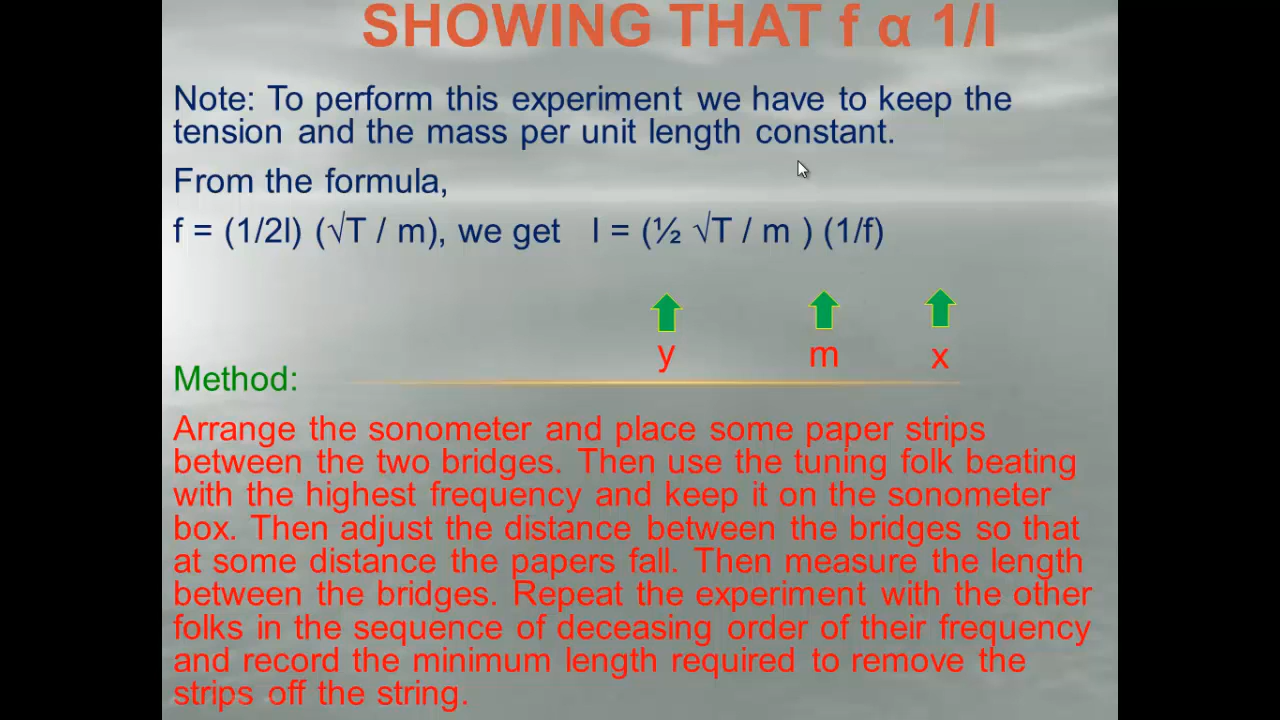 SHOWING THAT f α 1/l
Note: To perform this experiment we have to keep the
tension and the mass per unit length constant.
From the formula,
f = (1/2l) (√T / m), we get l = (½ √T / m ) (1/f)
y m x
Method:
Arrange the sonometer and place some paper strips
between the two bridges. Then use the tuning folk beating
with the highest frequency and keep it on the sonometer
box. Then adjust the distance between the bridges so that
at some distance the papers fall. Then measure the length
between the bridges. Repeat the experiment with the other
folks in the sequence of deceasing order of their frequency
and record the minimum length required to remove the
strips off the string.